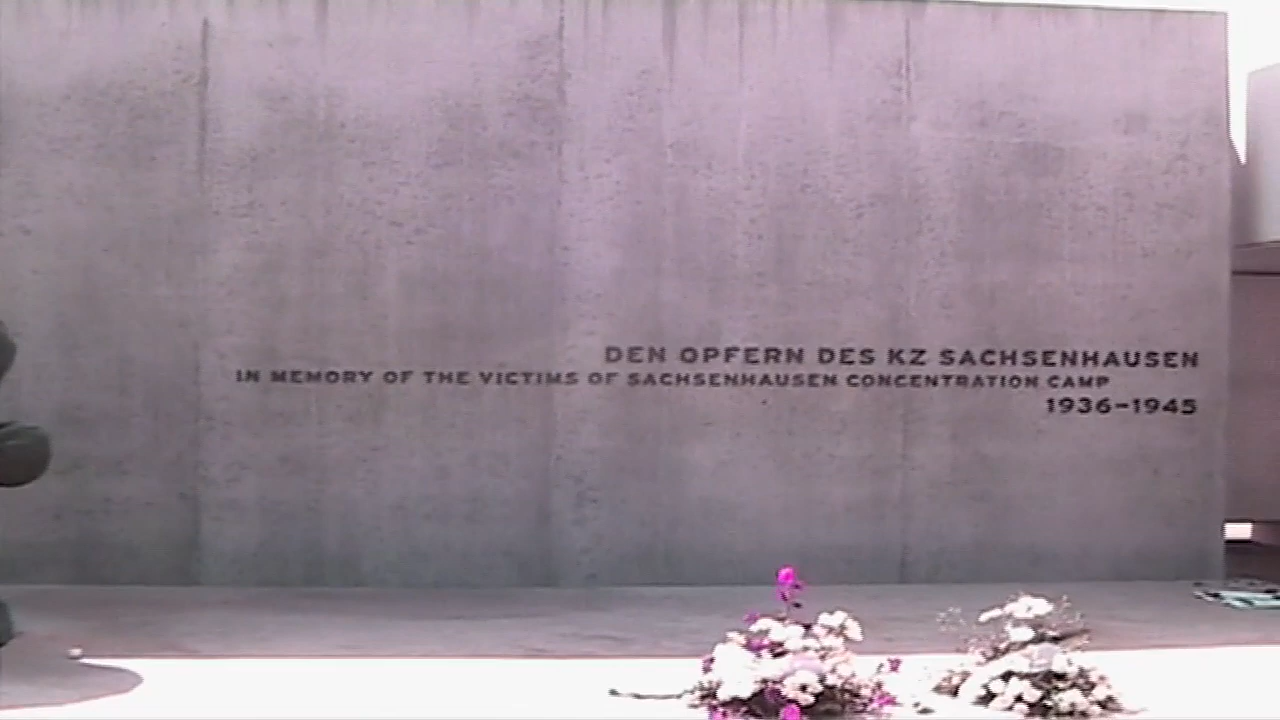 DEN OPFERN DES KZ SACHSENHAUSEN
IN MEMORY OF THE VICTIMS OF SACHSENHAUSEN CONCENTRATION CAMP
1936-1945